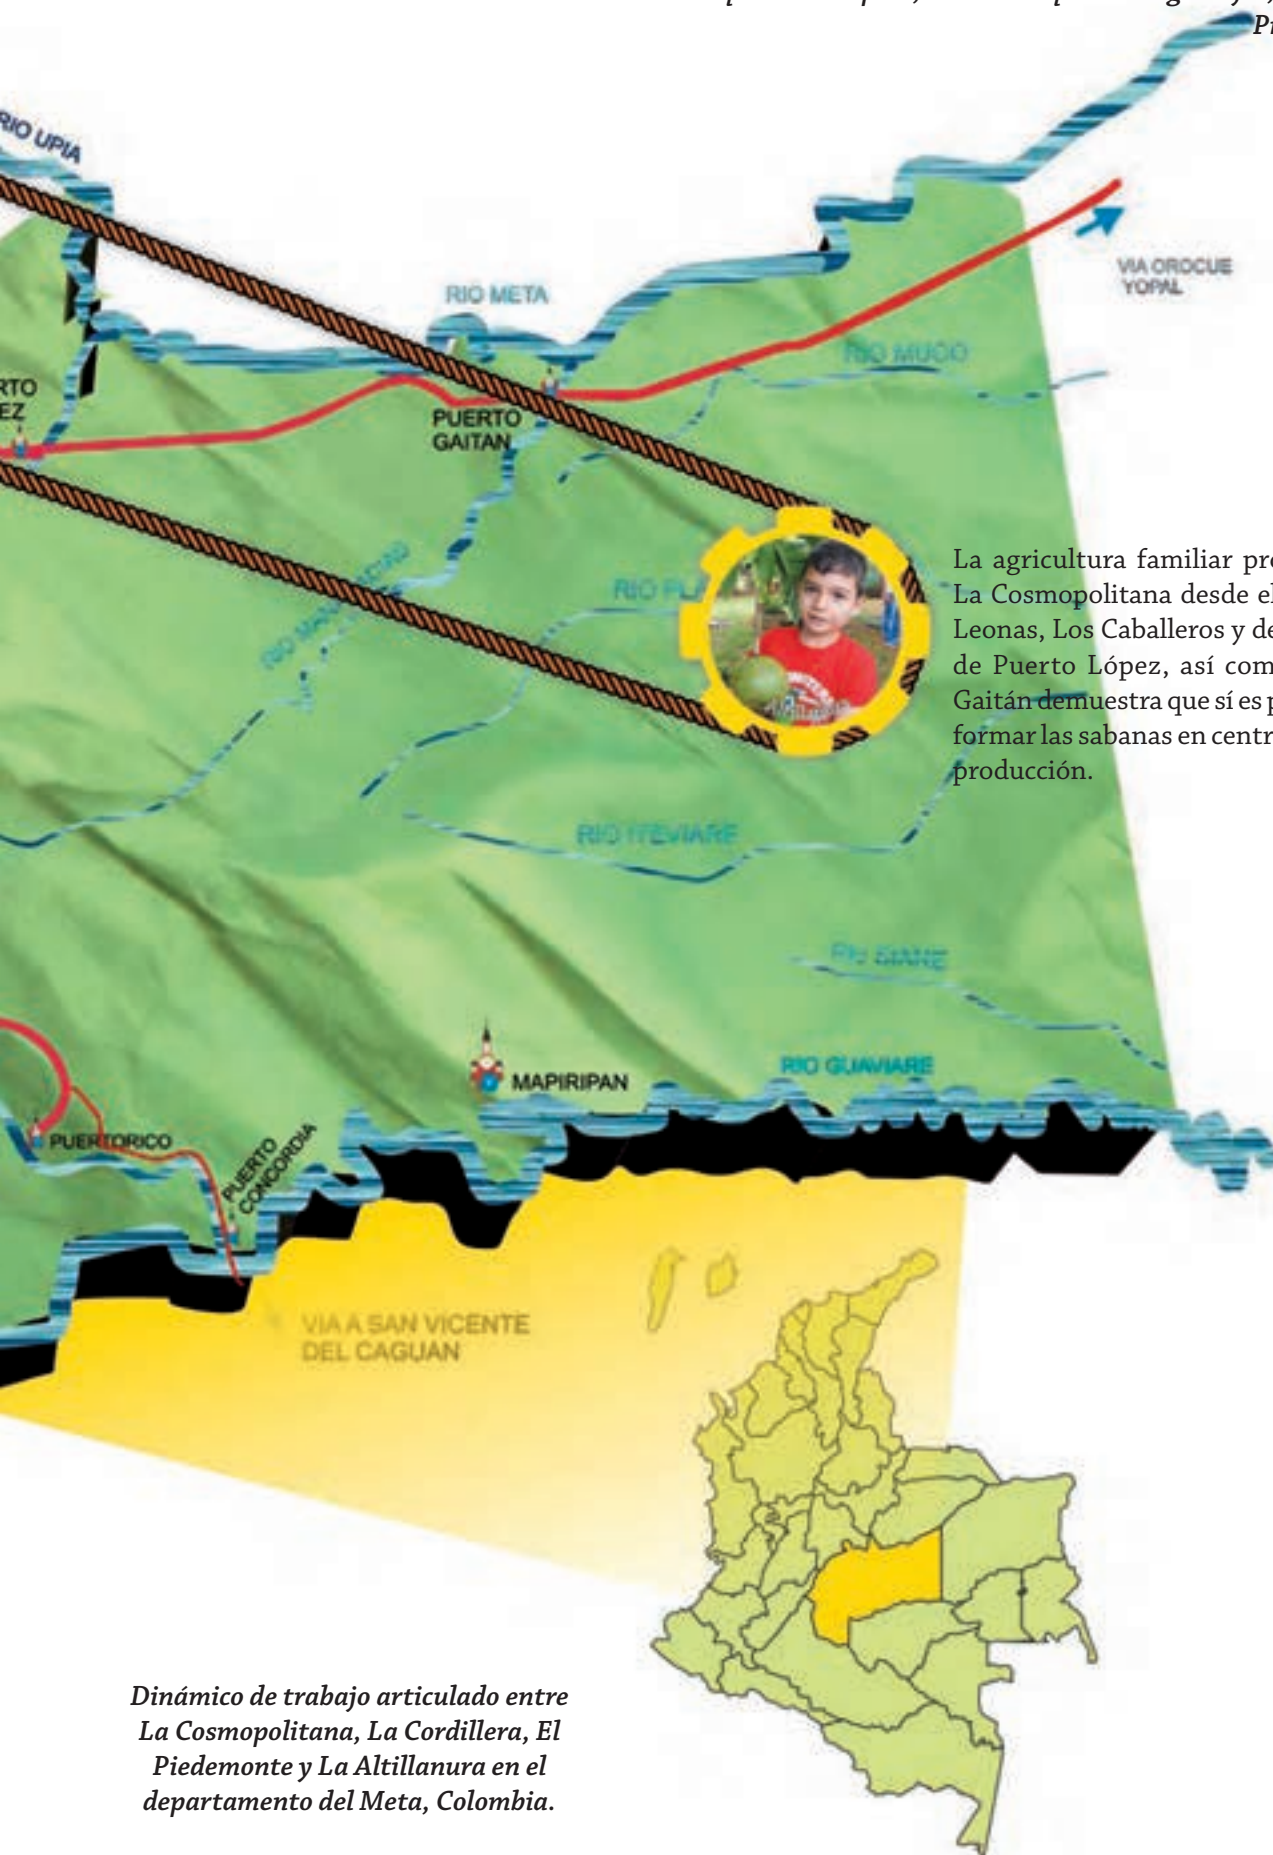 RIO UPIA
RIO META
VIA OROCUE
YOPAL
RIO MUCO
RTO
EZ
PUERTO
GAITAN
La agricultura familiar pr
La Cosmopolitana desde el
Leonas, Los Caballeros y de
de Puerto López, así com
Gaitán demuestra que sí es p
formar las sabanas en centr
producción.
RIO
RIO ITEVIARE
RIO SIARE
RIO GUAVIARE
MAPIRIPAN
PUERTORICO
PUERTO
CONCORDIA
VIA A SAN VICENTE
DEL CAGUAN
Dinámico de trabajo articulado entre
La Cosmopolitana, La Cordillera, El
Piedemonte y La Altillanura en el
departamento del Meta, Colombia.